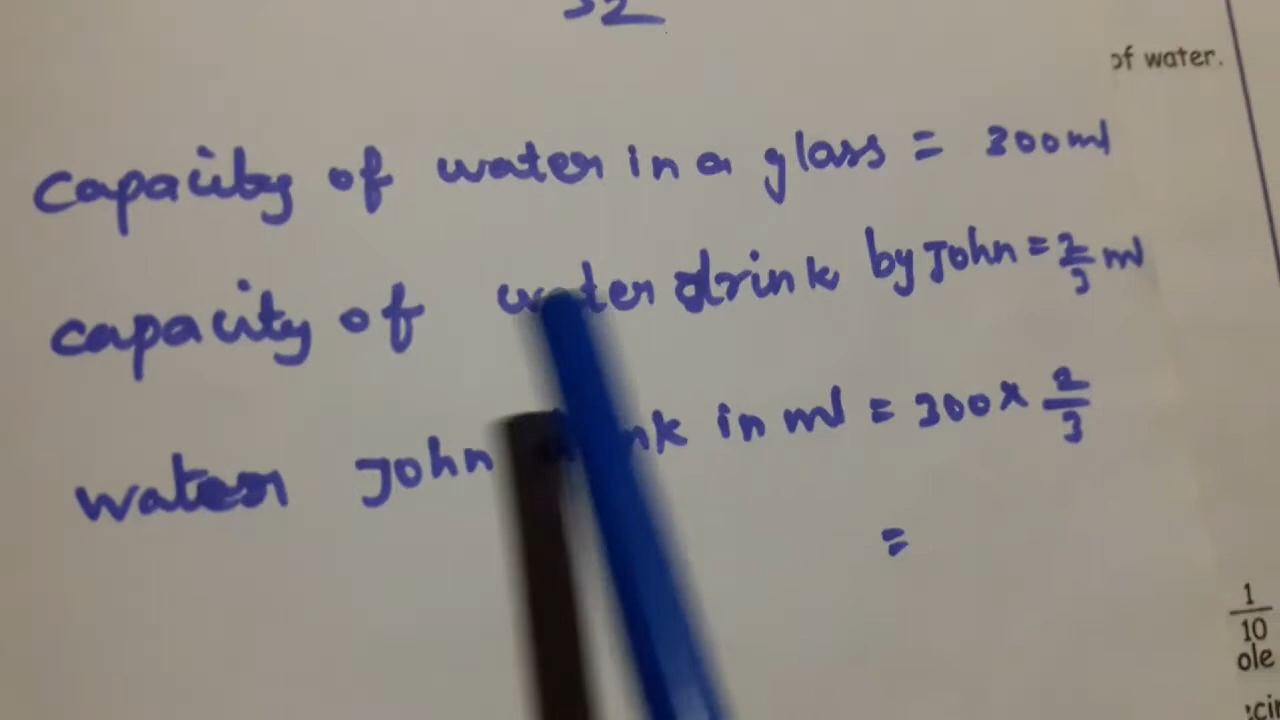 32
of water.
Capacity of water in a glass = 300ml
capacity of water drink by John = 2/3 ml
water John in ml = 300 x 2/3
=
1/10
ole